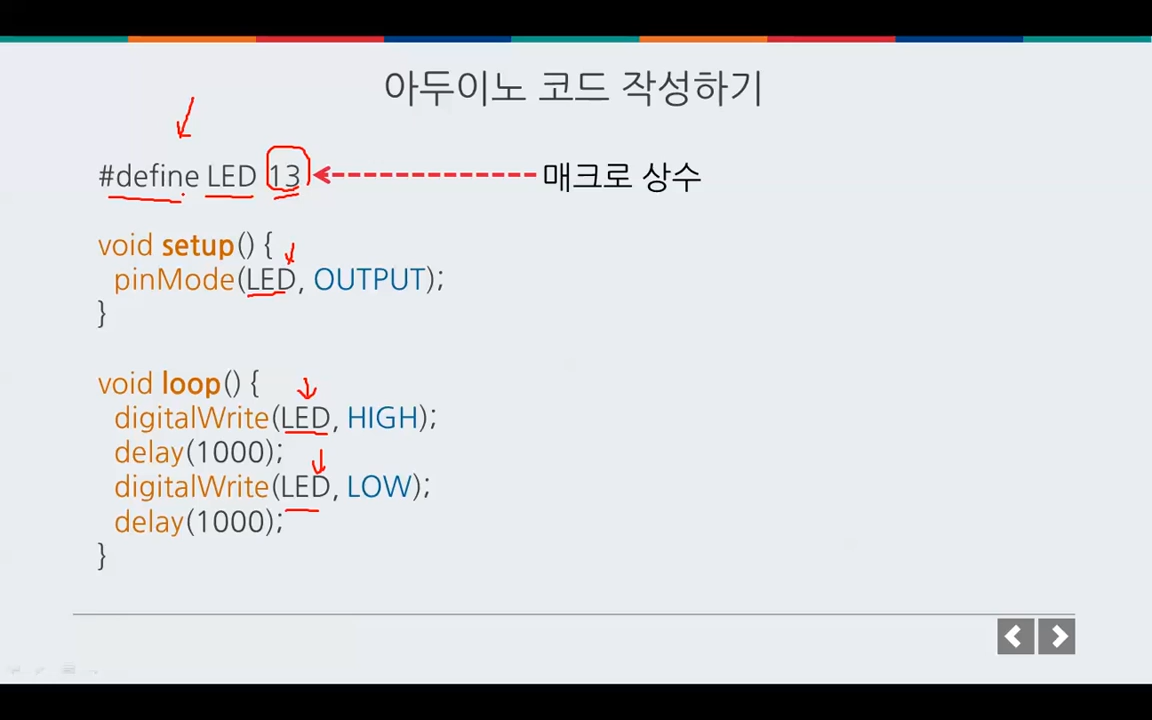 아두이노 코드 작성하기
#define LED 13 매크로 상수
void setup() {
pinMode(LED, OUTPUT);
}
void loop() {
digitalWrite(LED, HIGH);
delay(1000);
digitalWrite(LED, LOW);
delay(1000);
}